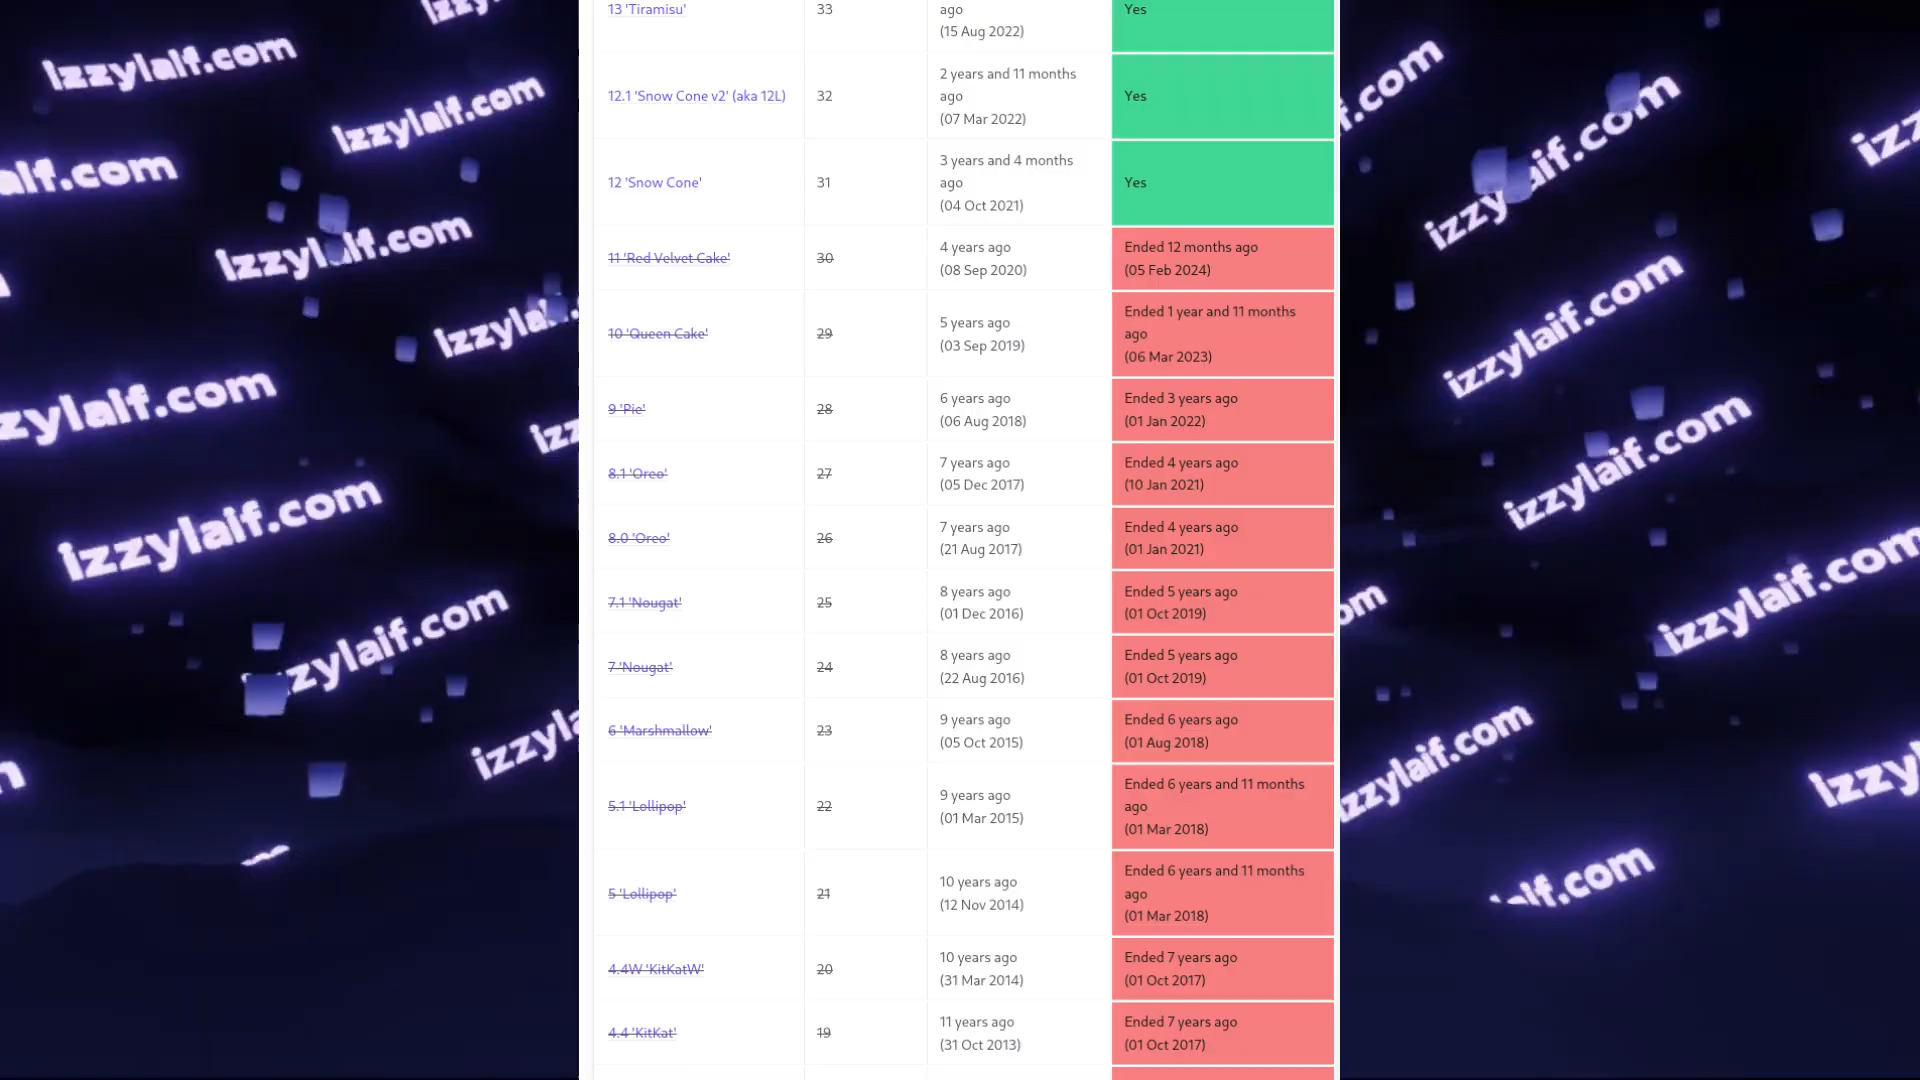 13 'Tiramisu'
33
ago
(15 Aug 2022)
Yes
12.1 'Snow Cone v2' (aka 12L)
32
2 years and 11 months
ago
(07 Mar 2022)
Yes
12 'Snow Cone'
31
3 years and 4 months
ago
(04 Oct 2021)
Yes
11 'Red Velvet Cake'
30
4 years ago
(08 Sep 2020)
Ended 12 months ago
(05 Feb 2024)
10 'Queen Cake'
29
5 years ago
(03 Sep 2019)
Ended 1 year and 11 months
ago
(06 Mar 2023)
9 'Pie'
28
6 years ago
(06 Aug 2018)
Ended 3 years ago
(01 Jan 2022)
8.1 'Oreo'
27
7 years ago
(05 Dec 2017)
Ended 4 years ago
(10 Jan 2021)
8.0 'Oreo'
26
7 years ago
(21 Aug 2017)
Ended 4 years ago
(01 Jan 2021)
7.1 'Nougat'
25
8 years ago
(01 Dec 2016)
Ended 5 years ago
(01 Oct 2019)
7 'Nougat'
24
8 years ago
(22 Aug 2016)
Ended 5 years ago
(01 Oct 2019)
6 'Marshmallow'
23
9 years ago
(05 Oct 2015)
Ended 6 years ago
(01 Aug 2018)
5.1 'Lollipop'
22
9 years ago
(01 Mar 2015)
Ended 6 years and 11 months
ago
(01 Mar 2018)
5 'Lollipop'
21
10 years ago
(12 Nov 2014)
Ended 6 years and 11 months
ago
(01 Mar 2018)
4.4W 'KitKatW'
20
10 years ago
(31 Mar 2014)
Ended 7 years ago
(01 Oct 2017)
4.4 'KitKat'
19
11 years ago
(31 Oct 2013)
Ended 7 years ago
(01 Oct 2017)
izzylaif.com
izzylaif.com
izzylaif.com
izzylaif.com
izzylaif.com
izzylaif.com
izzylaif.com
izzylaif.com
izzylaif.com